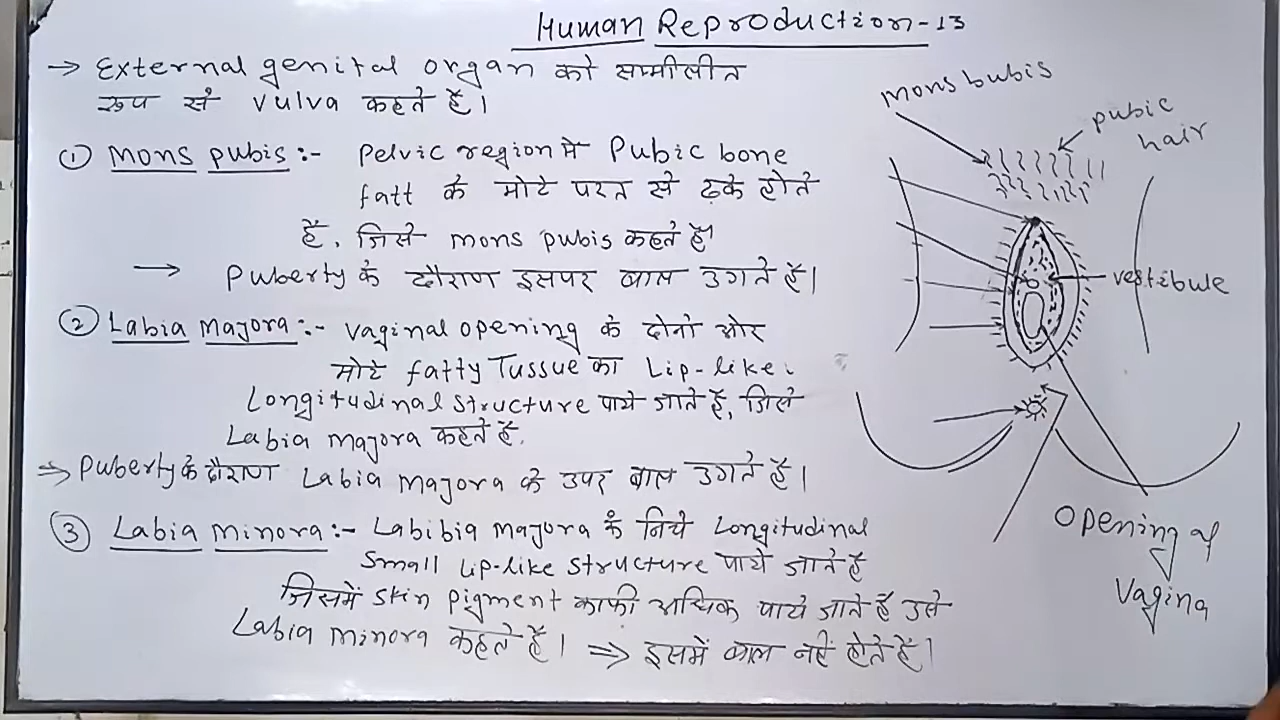 Human Reproduction-13
→ External genital organ को सम्मीलीत
रूप से vulva कहते हैं।
① Mons pubis :- Pelvic region में Pubic bone
fatt के मोटे परत से ढ़के होते
हैं, जिसे mons pubis कहते हैं
→ Puberty के दौराण इसपर बाल उगते हैं।
② Labia Majora :- Vaginal opening के दोनो ओर
मोटे fatty Tussue का Lip-like
Longitudinal structure पाये जाते हैं, जिसे
Labia majora कहते हैं.
⇒ Puberty के दौराण Labia Majora के उपर बाल उगते हैं।
③ Labia Minora :- Labibia majora के निचे Longitudinal
Small Lip-like structure पाये जाते हैं
जिसमें skin pigment काफी अधिक पाये जाते हैं उसे
Labia minora कहते हैं। ⇒ इसमें बाल नहीं होते हैं।
mons bubis
pubic
hair
vestibule
Opening of
Vagina